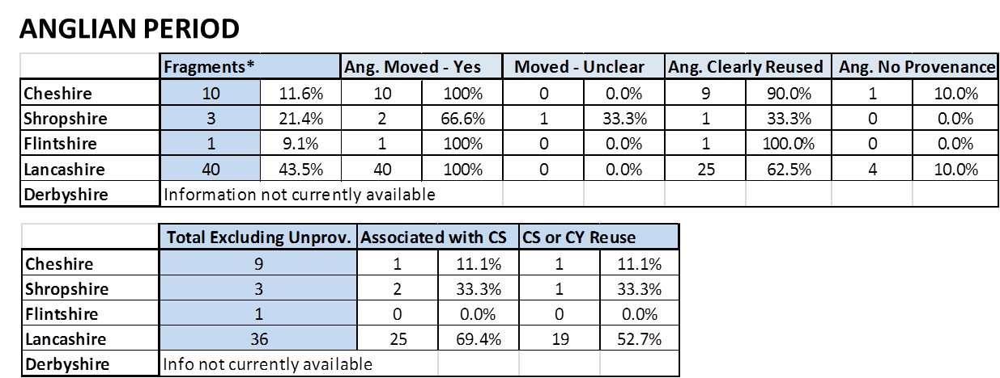 ANGLIAN PERIOD
Fragments* Ang. Moved - Yes Moved - Unclear Ang. Clearly Reused Ang. No Provenance
Cheshire 10 11.6% 10 100% 0 0.0% 9 90.0% 1 10.0%
Shropshire 3 21.4% 2 66.6% 1 33.3% 1 33.3% 0 0.0%
Flintshire 1 9.1% 1 100% 0 0.0% 1 100.0% 0 0.0%
Lancashire 40 43.5% 40 100% 0 0.0% 25 62.5% 4 10.0%
Derbyshire Information not currently available
Total Excluding Unprov. Associated with CS CS or CY Reuse
Cheshire 9 1 11.1% 1 11.1%
Shropshire 3 2 33.3% 1 33.3%
Flintshire 1 0 0.0% 0 0.0%
Lancashire 36 25 69.4% 19 52.7%
Derbyshire Info not currently available